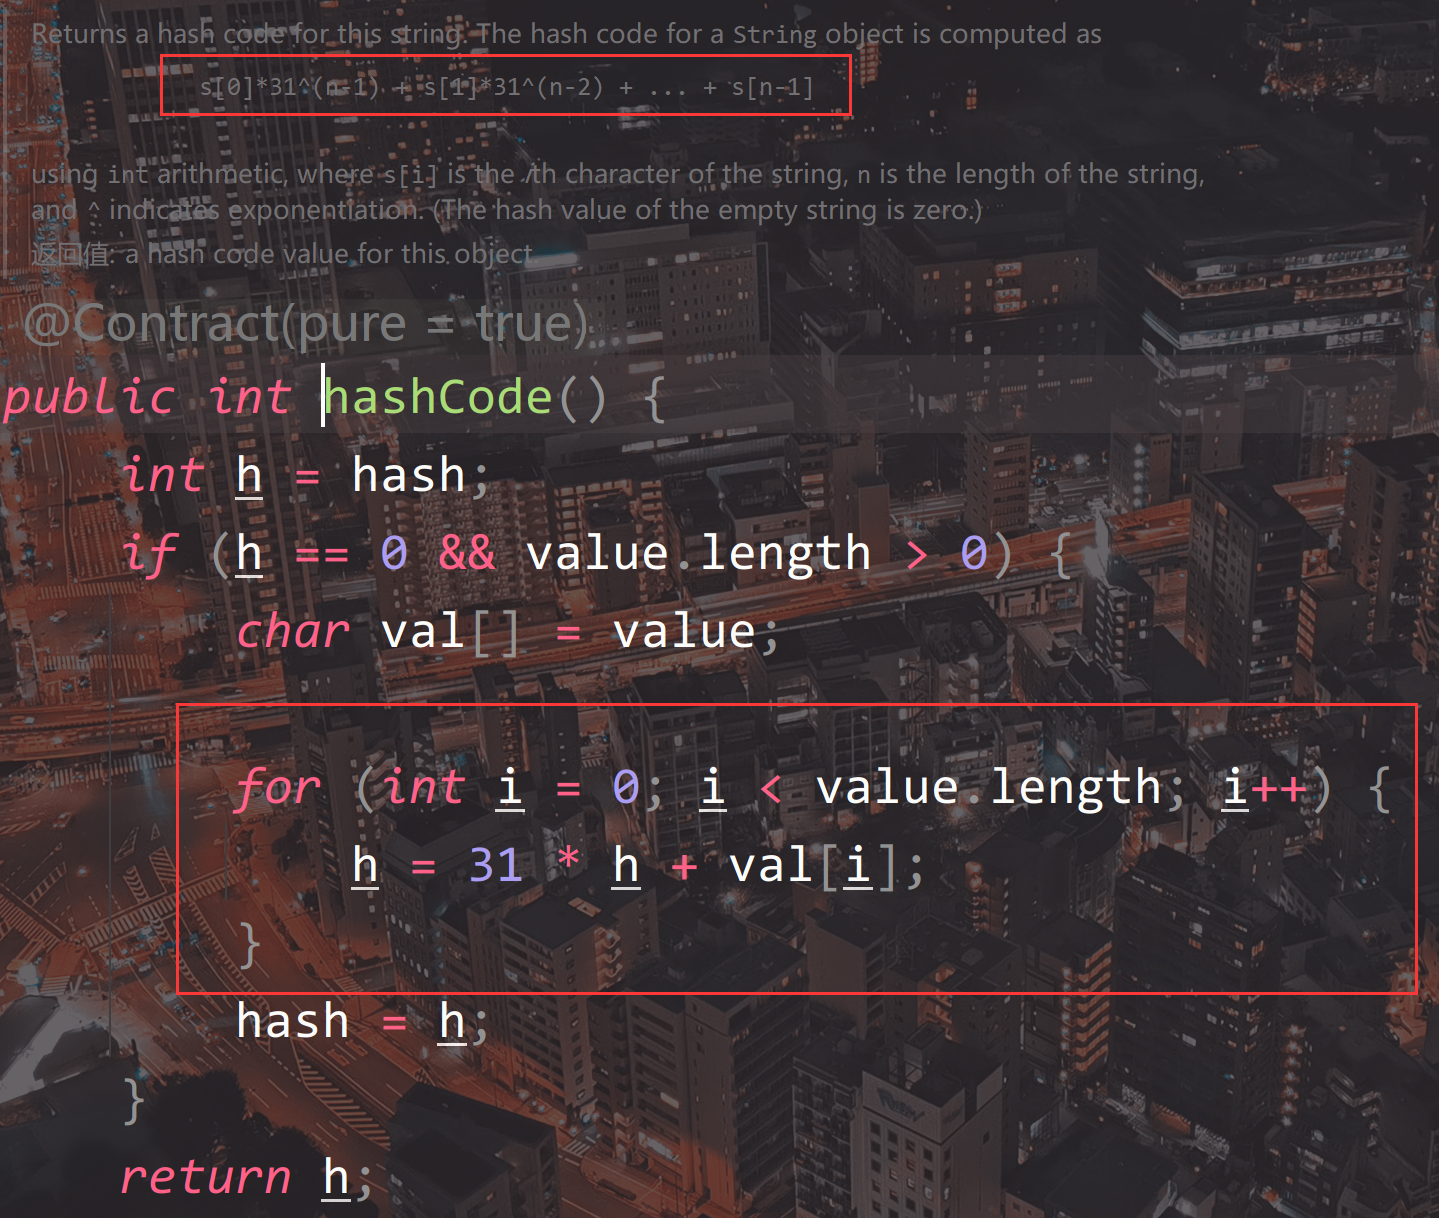 Returns a hash code for this string. The hash code for a String object is computed as
s[0]*31^(n-1) + s[1]*31^(n-2) + ... + s[n-1]
using int arithmetic, where s[i] is the ith character of the string, n is the length of the string,
and ^ indicates exponentiation. (The hash value of the empty string is zero.)
返回值: a hash code value for this object.
@Contract(pure = true)
public int hashCode() {
int h = hash;
if (h == 0 && value.length > 0) {
char val[] = value;
for (int i = 0; i < value.length; i++) {
h = 31 * h + val[i];
}
hash = h;
}
return h;